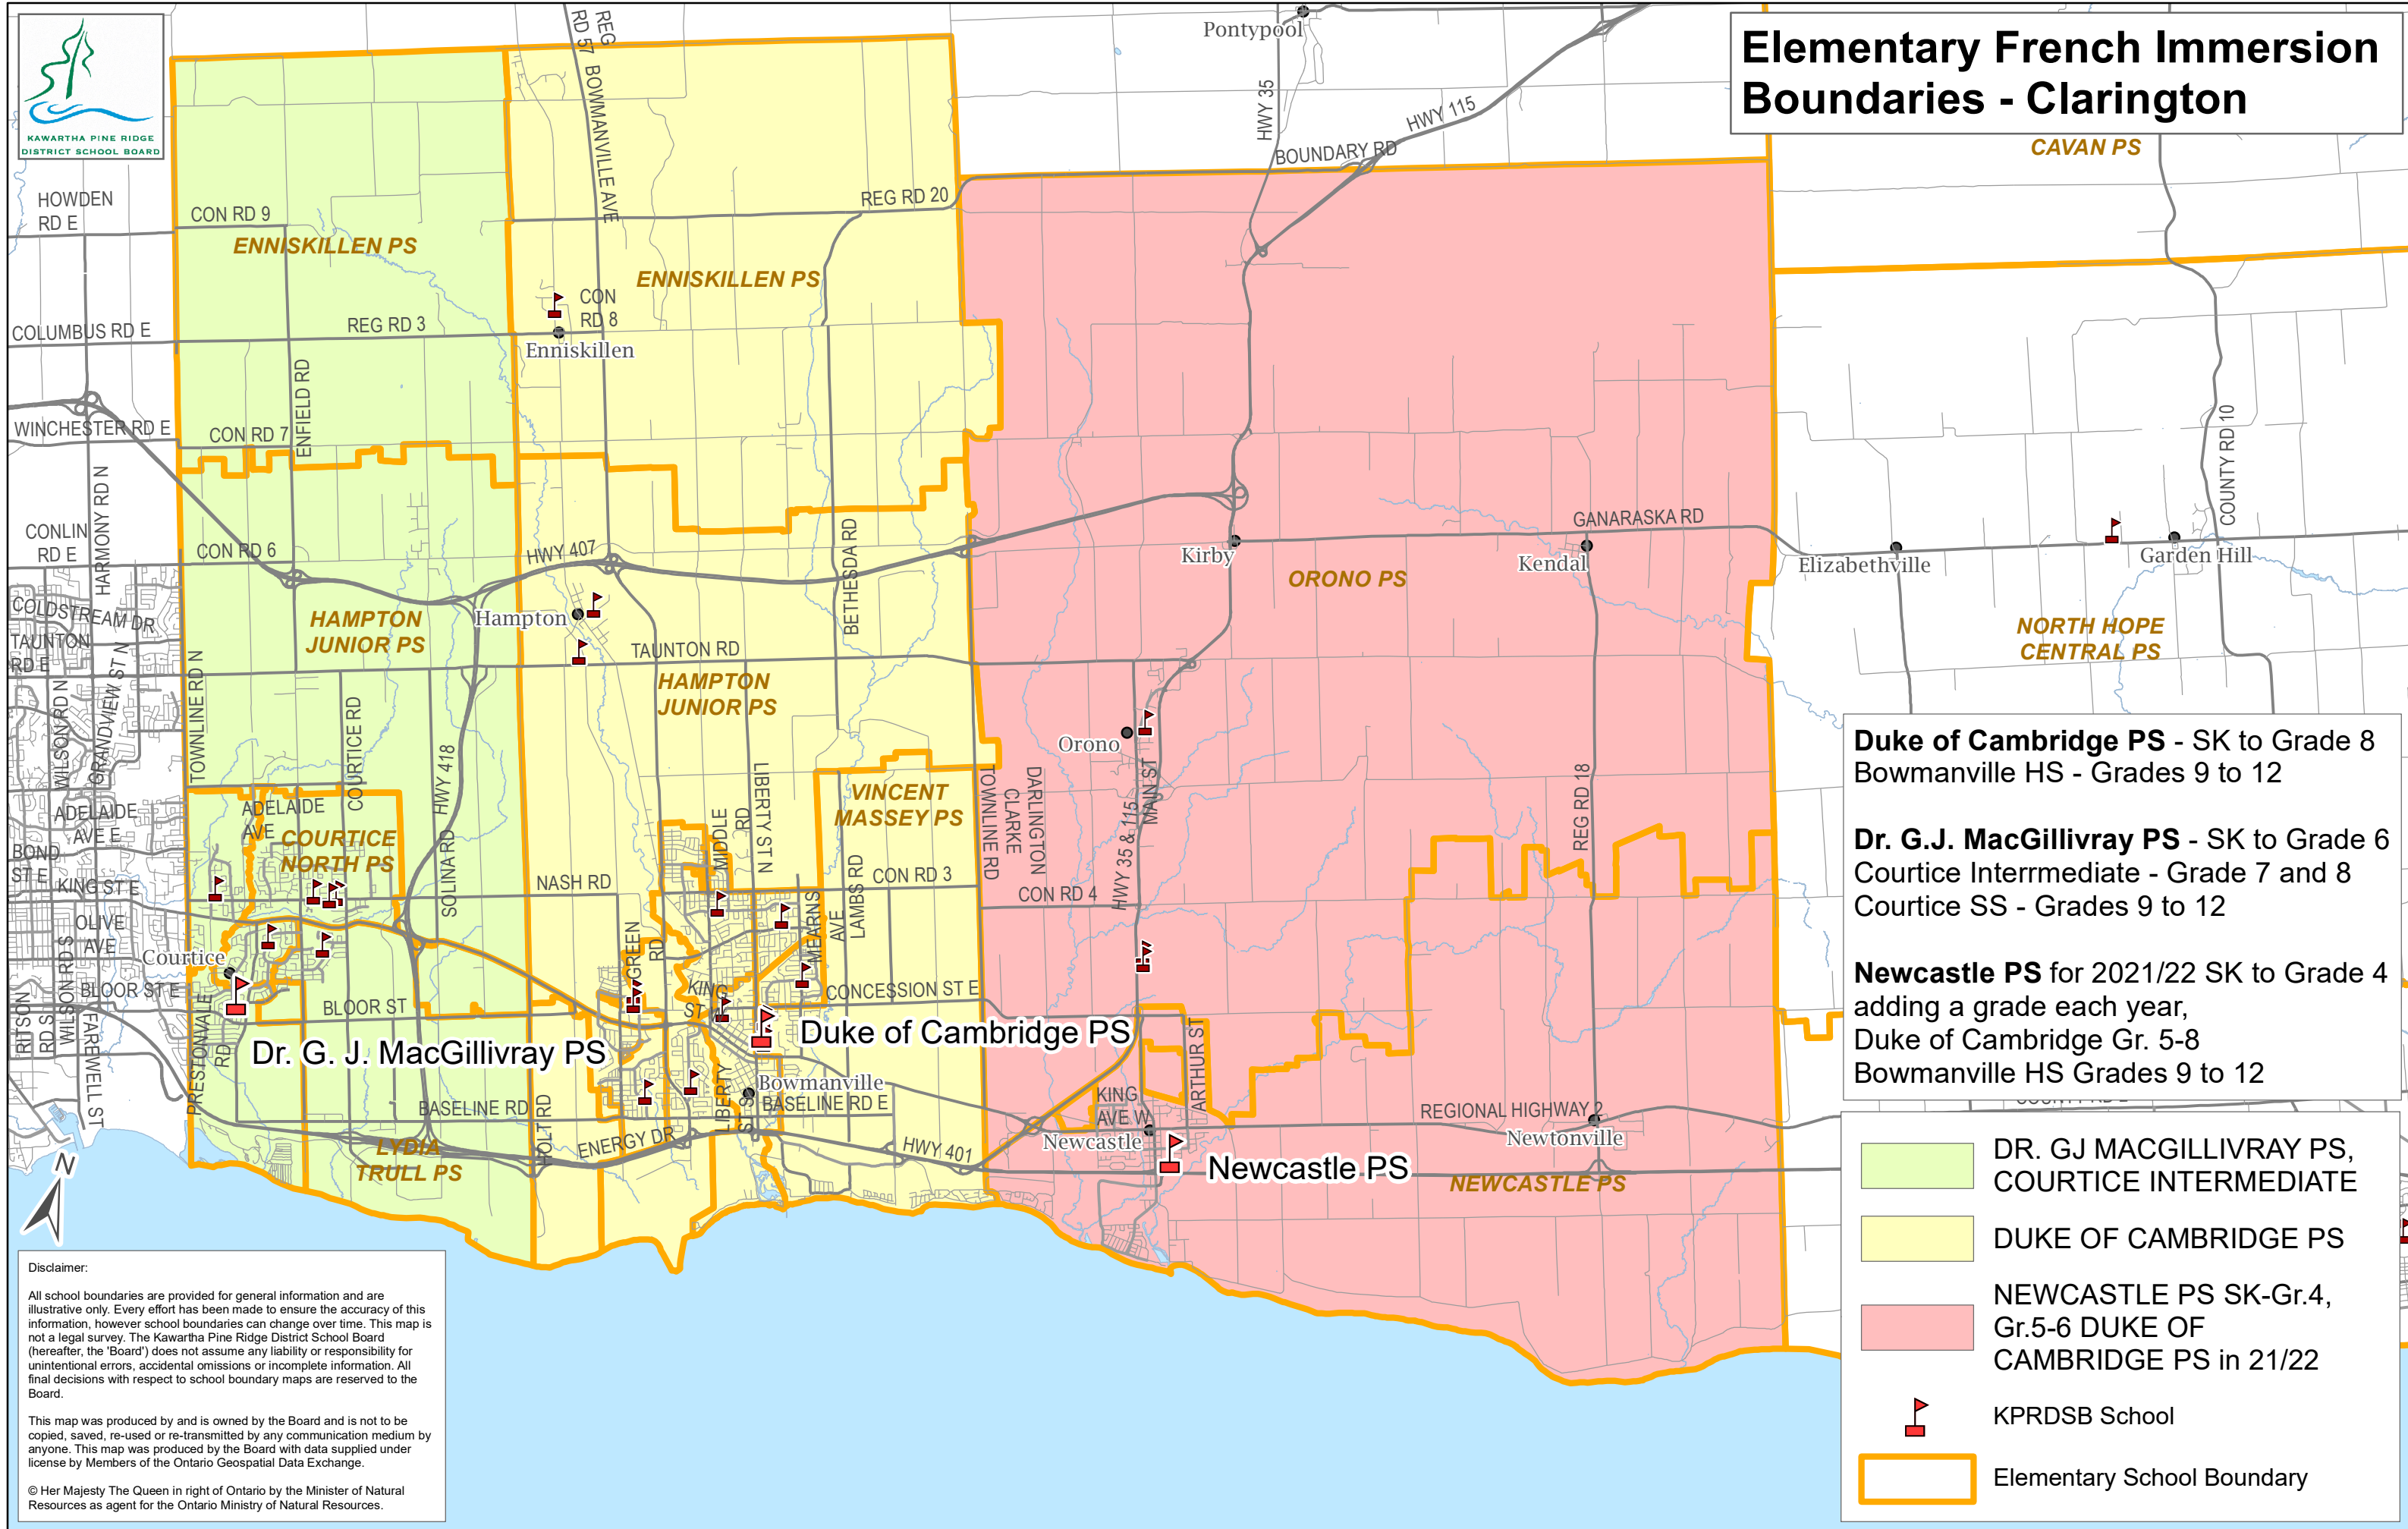 KAWARTHA PINE RIDGE
DISTRICT SCHOOL BOARD
Elementary French Immersion
Boundaries - Clarington
Pontypool
REG
RD 57
BOWMANVILLE AVE
HWY 35
HWY 115
BOUNDARY RD
CAVAN PS
HOWDEN
RD E
CON RD 9
REG RD 20
ENNISKILLEN PS
ENNISKILLEN PS
CON
RD 8
COLUMBUS RD E
REG RD 3
Enniskillen
ENFIELD RD
WINCHESTER RD E
CON RD 7
HARMONY RD N
COUNTY RD 10
CONLIN
RD E
CON RD 6
HWY 407
BETHESDA RD
GANARASKA RD
Kirby
Kendal
Elizabethville
Garden Hill
ORONO PS
COLDSTREAM DR
HAMPTON
JUNIOR PS
Hampton
TAUNTON
RD E
GRANDVIEW ST N
TAUNTON RD
NORTH HOPE
CENTRAL PS
WILSON RD N
TOWNLINE RD N
COURTICE RD
HWY 418
HAMPTON
JUNIOR PS
Orono
MAIN ST
HWY 35 & 115
REG RD 18
LIBERTY ST N
MIDDLE
RD
VINCENT
MASSEY PS
TOWNLINE RD
CLARKE
DARLINGTON
ADELAIDE
AVE E
ADELAIDE
AVE
COURTICE
NORTH PS
SOLINA RD
BOND
ST E
KING ST E
NASH RD
CON RD 3
CON RD 4
OLIVE
AVE
GREEN
RD
MEARNS
AVE
LAMBS RD
Courtice
BLOOR ST E
BLOOR ST
KING
ST
CONCESSION ST E
RITSON
RD S
WILSON RD S
FAREWELL ST
PRESTONVALE
RD
Dr. G. J. MacGillivray PS
Duke of Cambridge PS
Bowmanville
ARTHUR ST
BASELINE RD
BASELINE RD E
LIBERTY
ST S
KING
AVE W
REGIONAL HIGHWAY 2
Newcastle
Newtonville
HOLT RD
ENERGY DR
HWY 401
LYDIA
TRULL PS
Newcastle PS
NEWCASTLE PS
N
Duke of Cambridge PS - SK to Grade 8
Bowmanville HS - Grades 9 to 12
Dr. G.J. MacGillivray PS - SK to Grade 6
Courtice Interrmediate - Grade 7 and 8
Courtice SS - Grades 9 to 12
Newcastle PS for 2021/22 SK to Grade 4
adding a grade each year,
Duke of Cambridge Gr. 5-8
Bowmanville HS Grades 9 to 12
DR. GJ MACGILLIVRAY PS,
COURTICE INTERMEDIATE
DUKE OF CAMBRIDGE PS
NEWCASTLE PS SK-Gr.4,
Gr.5-6 DUKE OF
CAMBRIDGE PS in 21/22
KPRDSB School
Elementary School Boundary
Disclaimer:
All school boundaries are provided for general information and are
illustrative only. Every effort has been made to ensure the accuracy of this
information, however school boundaries can change over time. This map is
not a legal survey. The Kawartha Pine Ridge District School Board
(hereafter, the 'Board') does not assume any liability or responsibility for
unintentional errors, accidental omissions or incomplete information. All
final decisions with respect to school boundary maps are reserved to the
Board.
This map was produced by and is owned by the Board and is not to be
copied, saved, re-used or re-transmitted by any communication medium by
anyone. This map was produced by the Board with data supplied under
license by Members of the Ontario Geospatial Data Exchange.
© Her Majesty The Queen in right of Ontario by the Minister of Natural
Resources as agent for the Ontario Ministry of Natural Resources.